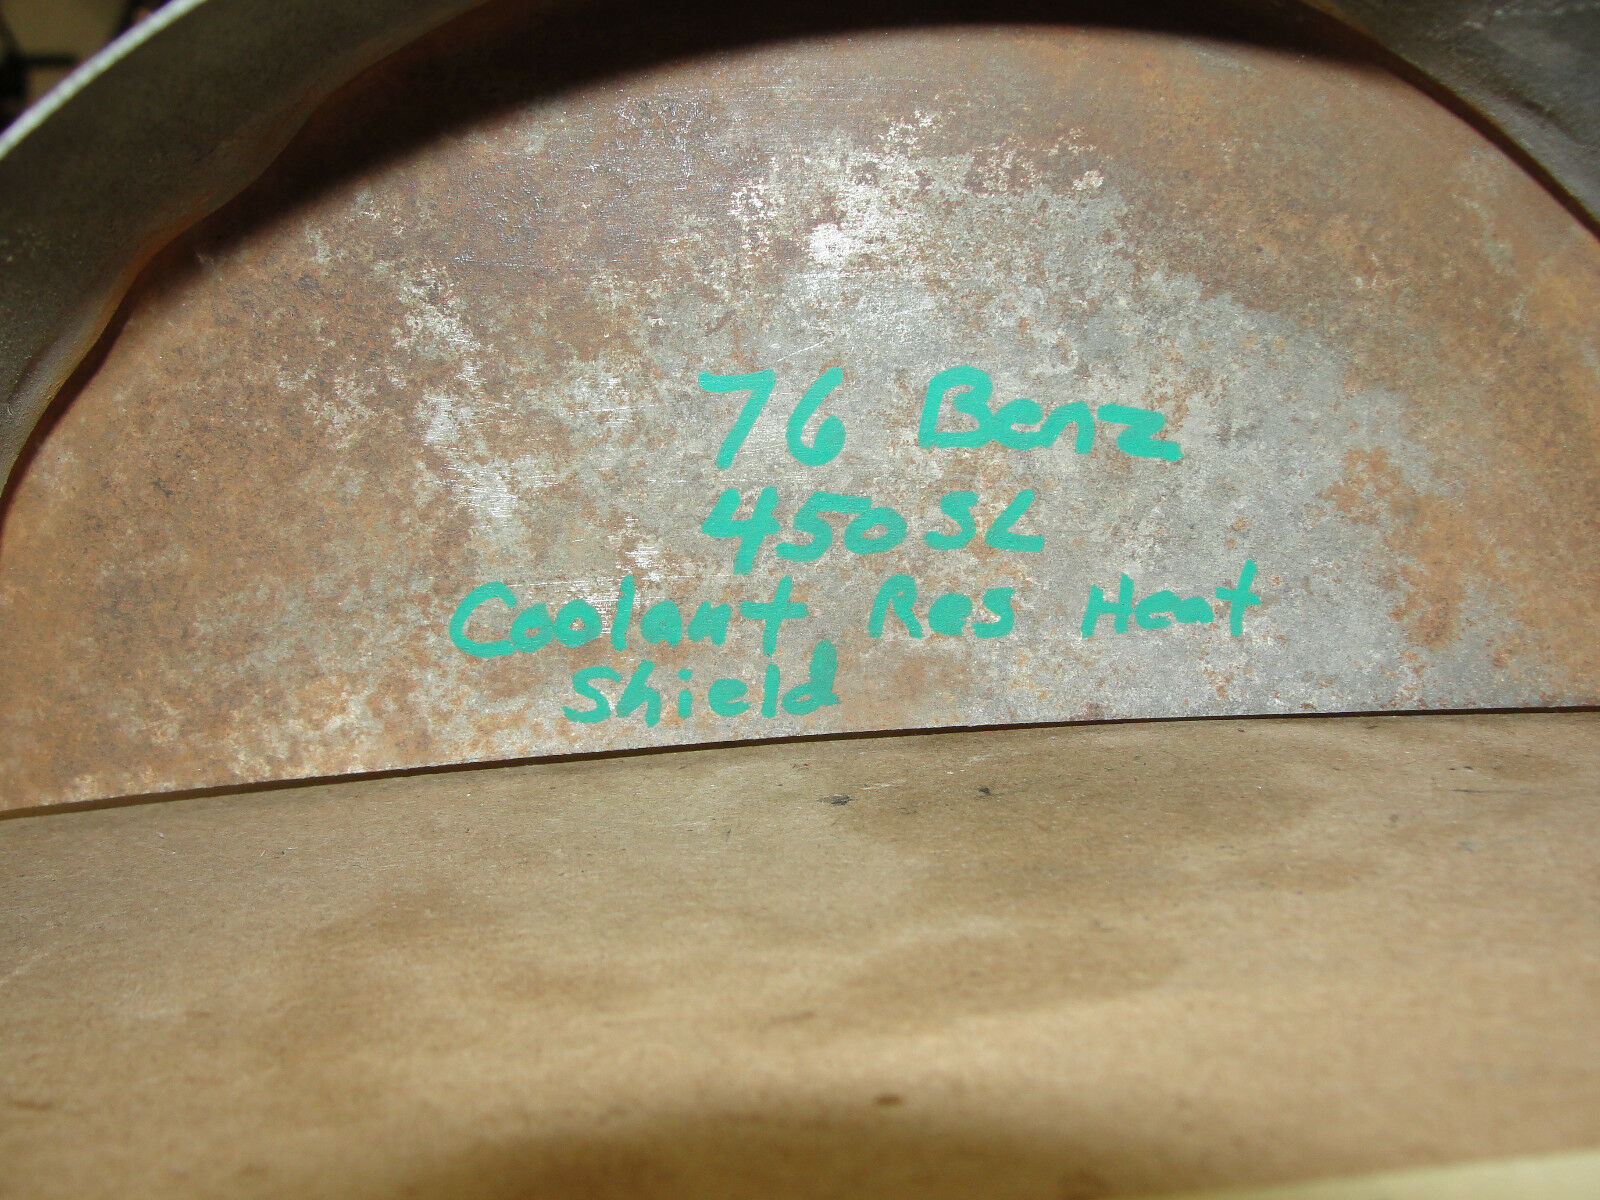 76 Benz
450SL
Coolant Res Heat
Shield